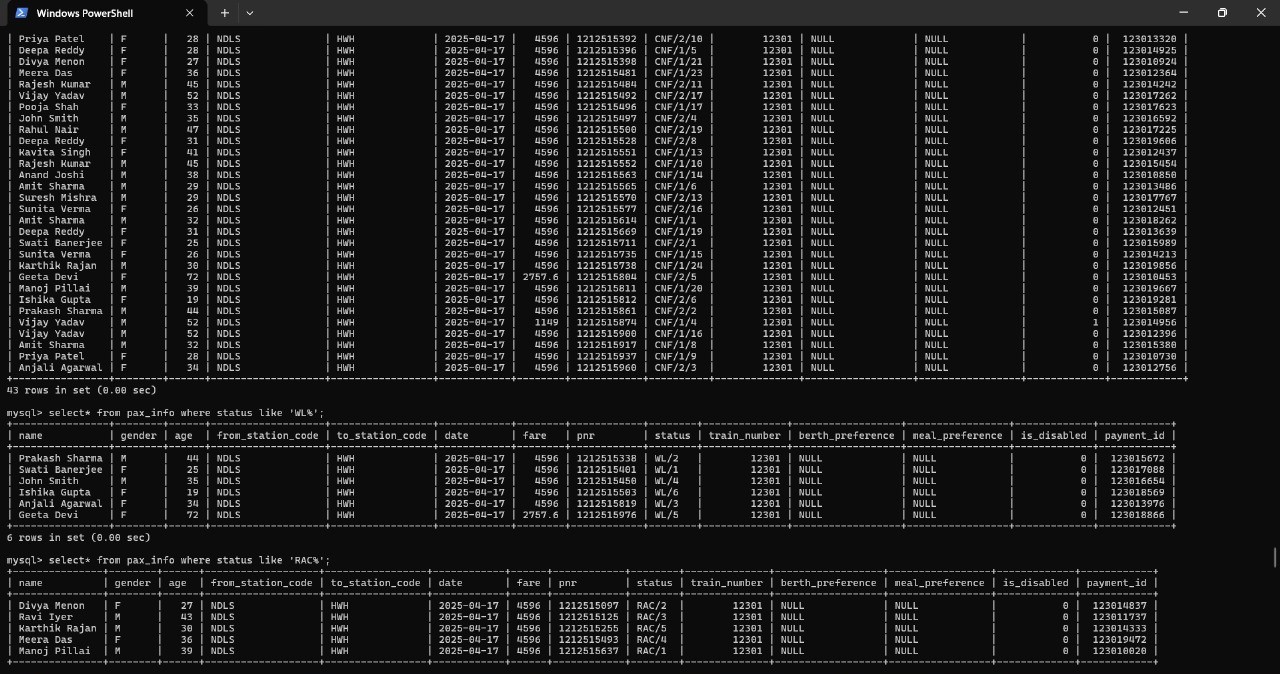 Windows PowerShell
| Priya Patel | F | 28 | NDLS | HWH | 2025-04-17 | 4596 | 1212515392 | CNF/2/10 | 12301 | NULL | NULL | 0 | 123013320 |
| Deepa Reddy | F | 28 | NDLS | HWH | 2025-04-17 | 4596 | 1212515396 | CNF/1/5 | 12301 | NULL | NULL | 0 | 123014925 |
| Divya Menon | F | 27 | NDLS | HWH | 2025-04-17 | 4596 | 1212515398 | CNF/1/21 | 12301 | NULL | NULL | 0 | 123010924 |
| Meera Das | F | 36 | NDLS | HWH | 2025-04-17 | 4596 | 1212515481 | CNF/1/23 | 12301 | NULL | NULL | 0 | 123012364 |
| Rajesh Kumar | M | 45 | NDLS | HWH | 2025-04-17 | 4596 | 1212515484 | CNF/2/11 | 12301 | NULL | NULL | 0 | 123014242 |
| Vijay Yadav | M | 52 | NDLS | HWH | 2025-04-17 | 4596 | 1212515492 | CNF/2/17 | 12301 | NULL | NULL | 0 | 123017262 |
| Pooja Shah | F | 33 | NDLS | HWH | 2025-04-17 | 4596 | 1212515496 | CNF/1/17 | 12301 | NULL | NULL | 0 | 123017623 |
| John Smith | M | 35 | NDLS | HWH | 2025-04-17 | 4596 | 1212515497 | CNF/2/4 | 12301 | NULL | NULL | 0 | 123016592 |
| Rahul Nair | M | 47 | NDLS | HWH | 2025-04-17 | 4596 | 1212515500 | CNF/2/19 | 12301 | NULL | NULL | 0 | 123017225 |
| Deepa Reddy | F | 31 | NDLS | HWH | 2025-04-17 | 4596 | 1212515528 | CNF/2/8 | 12301 | NULL | NULL | 0 | 123019606 |
| Kavita Singh | F | 41 | NDLS | HWH | 2025-04-17 | 4596 | 1212515551 | CNF/1/13 | 12301 | NULL | NULL | 0 | 123012437 |
| Rajesh Kumar | M | 45 | NDLS | HWH | 2025-04-17 | 4596 | 1212515552 | CNF/1/10 | 12301 | NULL | NULL | 0 | 123015454 |
| Anand Joshi | M | 38 | NDLS | HWH | 2025-04-17 | 4596 | 1212515563 | CNF/1/14 | 12301 | NULL | NULL | 0 | 123010850 |
| Amit Sharma | M | 29 | NDLS | HWH | 2025-04-17 | 4596 | 1212515565 | CNF/1/6 | 12301 | NULL | NULL | 0 | 123013486 |
| Suresh Mishra | M | 29 | NDLS | HWH | 2025-04-17 | 4596 | 1212515570 | CNF/2/13 | 12301 | NULL | NULL | 0 | 123017767 |
| Sunita Verma | F | 26 | NDLS | HWH | 2025-04-17 | 4596 | 1212515577 | CNF/2/16 | 12301 | NULL | NULL | 0 | 123012451 |
| Amit Sharma | M | 32 | NDLS | HWH | 2025-04-17 | 4596 | 1212515614 | CNF/1/1 | 12301 | NULL | NULL | 0 | 123018262 |
| Deepa Reddy | F | 31 | NDLS | HWH | 2025-04-17 | 4596 | 1212515669 | CNF/1/19 | 12301 | NULL | NULL | 0 | 123013639 |
| Swati Banerjee | F | 25 | NDLS | HWH | 2025-04-17 | 4596 | 1212515711 | CNF/2/1 | 12301 | NULL | NULL | 0 | 123015989 |
| Sunita Verma | F | 26 | NDLS | HWH | 2025-04-17 | 4596 | 1212515735 | CNF/1/15 | 12301 | NULL | NULL | 0 | 123014213 |
| Karthik Rajan | M | 30 | NDLS | HWH | 2025-04-17 | 4596 | 1212515738 | CNF/1/24 | 12301 | NULL | NULL | 0 | 123019856 |
| Geeta Devi | F | 72 | NDLS | HWH | 2025-04-17 | 2757.6 | 1212515804 | CNF/2/5 | 12301 | NULL | NULL | 0 | 123010453 |
| Manoj Pillai | M | 39 | NDLS | HWH | 2025-04-17 | 4596 | 1212515811 | CNF/1/20 | 12301 | NULL | NULL | 0 | 123019667 |
| Ishika Gupta | F | 19 | NDLS | HWH | 2025-04-17 | 4596 | 1212515812 | CNF/2/6 | 12301 | NULL | NULL | 0 | 123019281 |
| Prakash Sharma | M | 44 | NDLS | HWH | 2025-04-17 | 4596 | 1212515861 | CNF/2/2 | 12301 | NULL | NULL | 0 | 123015087 |
| Vijay Yadav | M | 52 | NDLS | HWH | 2025-04-17 | 1149 | 1212515874 | CNF/1/4 | 12301 | NULL | NULL | 1 | 123014956 |
| Vijay Yadav | M | 52 | NDLS | HWH | 2025-04-17 | 4596 | 1212515900 | CNF/1/16 | 12301 | NULL | NULL | 0 | 123012396 |
| Amit Sharma | M | 32 | NDLS | HWH | 2025-04-17 | 4596 | 1212515917 | CNF/1/8 | 12301 | NULL | NULL | 0 | 123015380 |
| Priya Patel | F | 28 | NDLS | HWH | 2025-04-17 | 4596 | 1212515937 | CNF/1/9 | 12301 | NULL | NULL | 0 | 123010730 |
| Anjali Agarwal | F | 34 | NDLS | HWH | 2025-04-17 | 4596 | 1212515960 | CNF/2/3 | 12301 | NULL | NULL | 0 | 123012756 |
43 rows in set (0.00 sec)
mysql> select* from pax_info where status like 'WL%';
| name | gender | age | from_station_code | to_station_code | date | fare | pnr | status | train_number | berth_preference | meal_preference | is_disabled | payment_id |
| Prakash Sharma | M | 44 | NDLS | HWH | 2025-04-17 | 4596 | 1212515338 | WL/2 | 12301 | NULL | NULL | 0 | 123015672 |
| Swati Banerjee | F | 25 | NDLS | HWH | 2025-04-17 | 4596 | 1212515401 | WL/1 | 12301 | NULL | NULL | 0 | 123017088 |
| John Smith | M | 35 | NDLS | HWH | 2025-04-17 | 4596 | 1212515450 | WL/4 | 12301 | NULL | NULL | 0 | 123016654 |
| Ishika Gupta | F | 19 | NDLS | HWH | 2025-04-17 | 4596 | 1212515503 | WL/6 | 12301 | NULL | NULL | 0 | 123018569 |
| Anjali Agarwal | F | 34 | NDLS | HWH | 2025-04-17 | 4596 | 1212515819 | WL/3 | 12301 | NULL | NULL | 0 | 123013976 |
| Geeta Devi | F | 72 | NDLS | HWH | 2025-04-17 | 2757.6 | 1212515976 | WL/5 | 12301 | NULL | NULL | 0 | 123018866 |
6 rows in set (0.00 sec)
mysql> select* from pax_info where status like 'RAC%';
| name | gender | age | from_station_code | to_station_code | date | fare | pnr | status | train_number | berth_preference | meal_preference | is_disabled | payment_id |
| Divya Menon | F | 27 | NDLS | HWH | 2025-04-17 | 4596 | 1212515097 | RAC/2 | 12301 | NULL | NULL | 0 | 123014837 |
| Ravi Iyer | M | 43 | NDLS | HWH | 2025-04-17 | 4596 | 1212515125 | RAC/3 | 12301 | NULL | NULL | 0 | 123011737 |
| Karthik Rajan | M | 30 | NDLS | HWH | 2025-04-17 | 4596 | 1212515255 | RAC/5 | 12301 | NULL | NULL | 0 | 123014333 |
| Meera Das | F | 36 | NDLS | HWH | 2025-04-17 | 4596 | 1212515493 | RAC/4 | 12301 | NULL | NULL | 0 | 123019472 |
| Manoj Pillai | M | 39 | NDLS | HWH | 2025-04-17 | 4596 | 1212515637 | RAC/1 | 12301 | NULL | NULL | 0 | 123010020 |